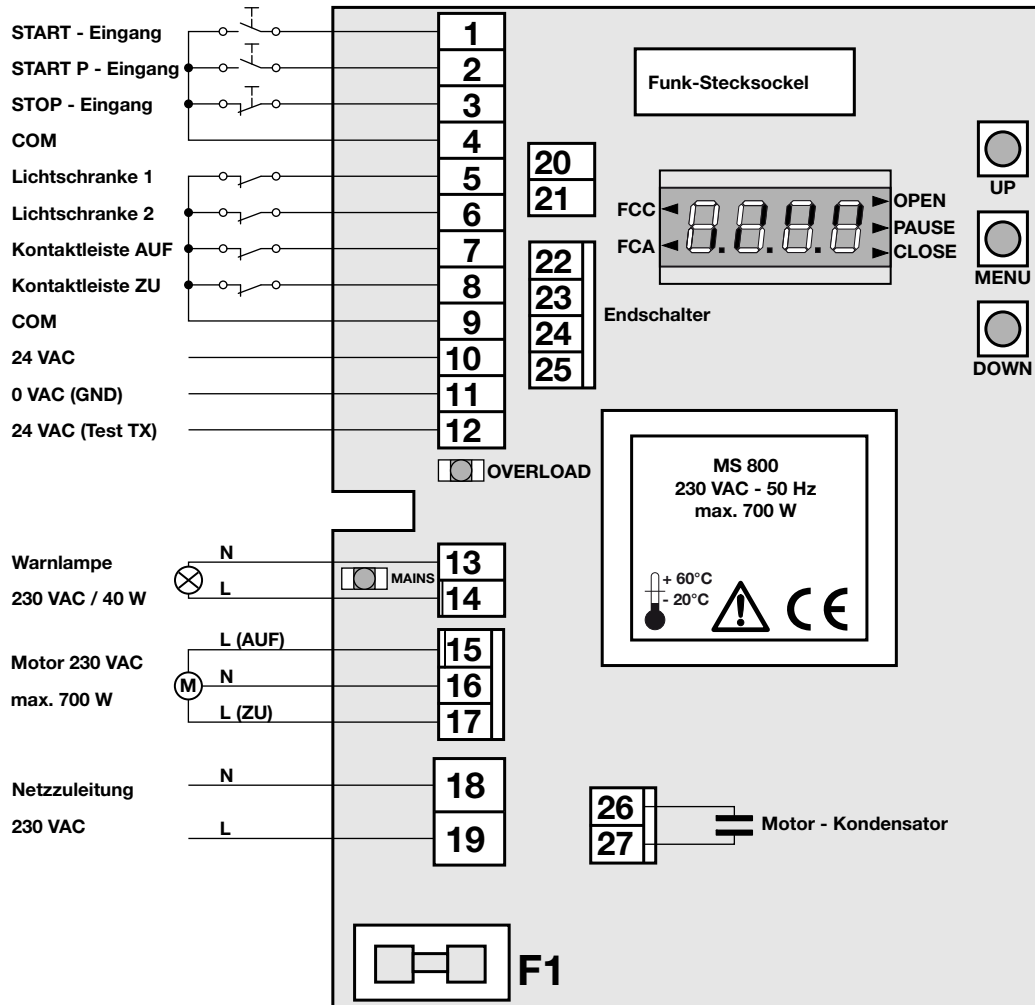 START - Eingang
START P - Eingang
STOP - Eingang
COM
Lichtschranke 1
Lichtschranke 2
Kontaktleiste AUF
Kontaktleiste ZU
COM
24 VAC
0 VAC (GND)
24 VAC (Test TX)
1
2
3
4
5
6
7
8
9
10
11
12
OVERLOAD
Funk-Stecksockel
20
21
22
23
24
25
Endschalter
FCC
FCA
OPEN
PAUSE
CLOSE
UP
MENU
DOWN
MS 800
230 VAC - 50 Hz
max. 700 W
+ 60°C
- 20°C
CE
Warnlampe
230 VAC / 40 W
N
L
MAINS
13
14
Motor 230 VAC
max. 700 W
M
L (AUF)
N
L (ZU)
15
16
17
Netzzuleitung
230 VAC
N
L
18
19
26
27
Motor - Kondensator
F1